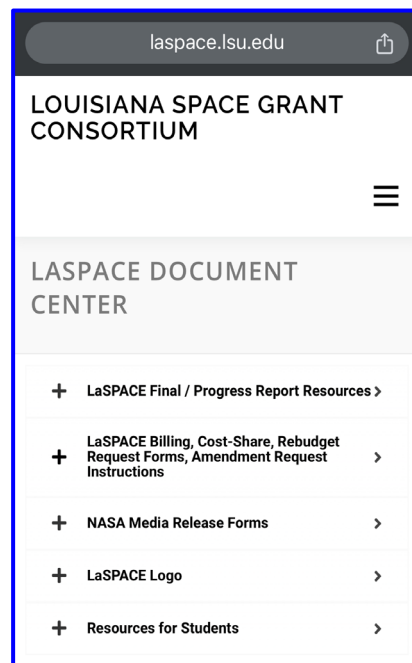 laspace.lsu.edu
LOUISIANA SPACE GRANT
CONSORTIUM
LASPACE DOCUMENT
CENTER
LaSPACE Final / Progress Report Resources
LaSPACE Billing, Cost-Share, Rebudget
Request Forms, Amendment Request
Instructions
NASA Media Release Forms
LaSPACE Logo
Resources for Students